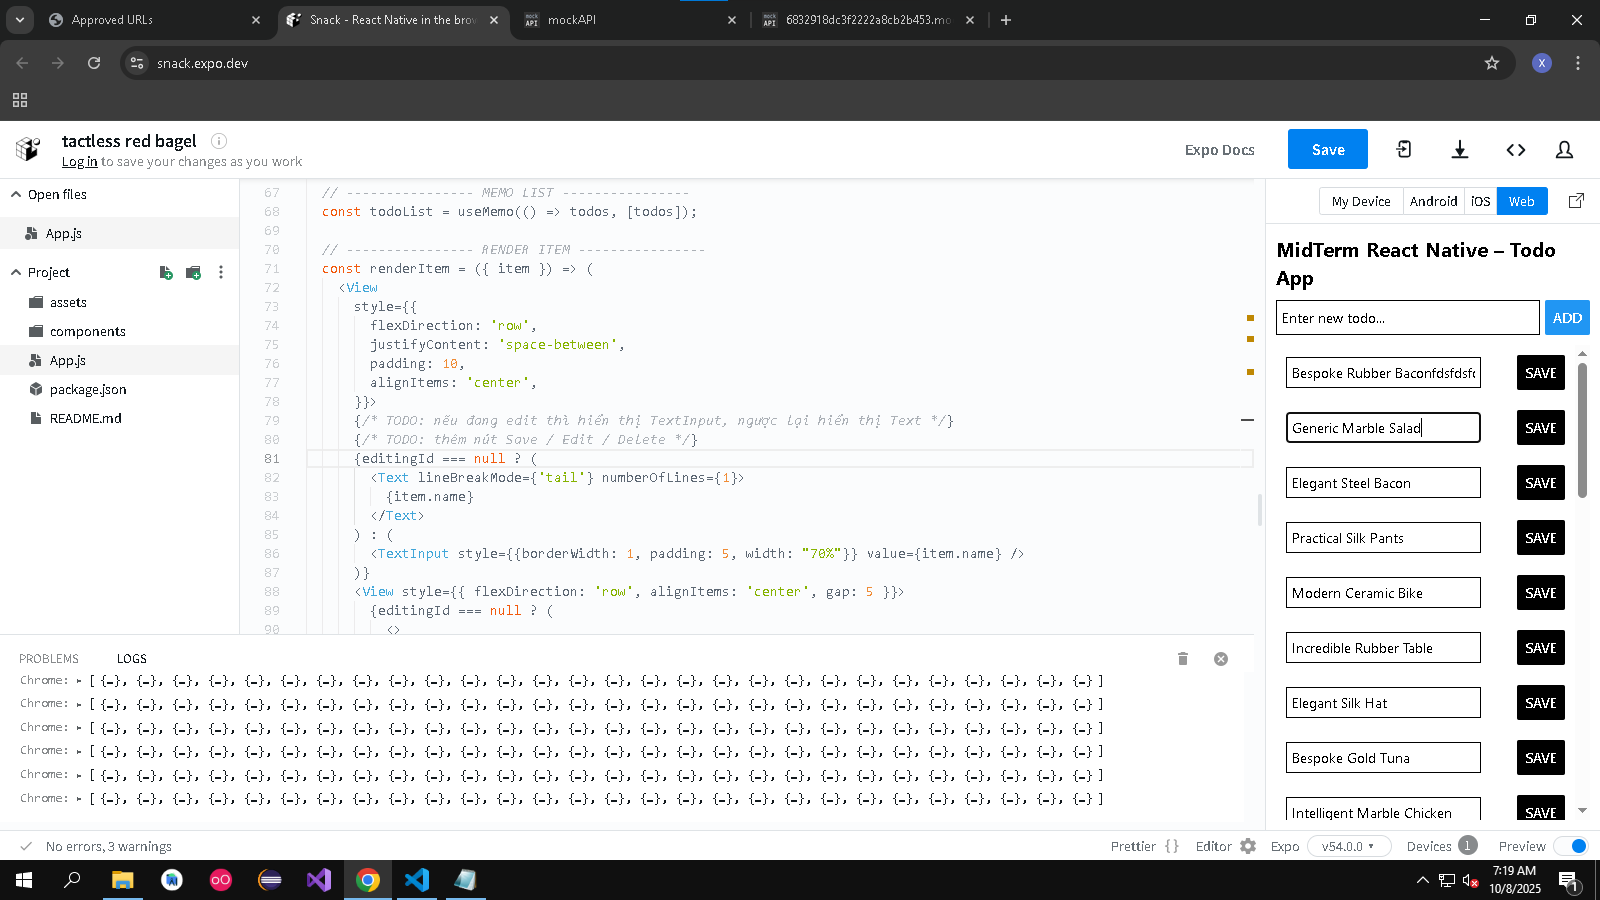 Approved URLs
Snack - React Native in the brow
mockAPI
6832918dc3f2222a8cb2b453.mo
snack.expo.dev
X
tactless red bagel
Log in to save your changes as you work
Expo Docs
Save
Open files
App.js
Project
assets
components
App.js
package.json
README.md
67 // ---------------- MEMO LIST ----------------
68 const todoList = useMemo(() => todos, [todos]);
69
70 // ---------------- RENDER ITEM ----------------
71 const renderItem = ({ item }) => (
72 <View
73 style={{
74 flexDirection: 'row',
75 justifyContent: 'space-between',
76 padding: 10,
77 alignItems: 'center',
78 }}>
79 {/* TODO: nếu đang edit thì hiển thị TextInput, ngược lại hiển thị Text */}
80 {/* TODO: thêm nút Save / Edit / Delete */}
81 {editingId === null ? (
82 <Text lineBreakMode={'tail'} numberOfLines={1}>
83 {item.name}
84 </Text>
85 ) : (
86 <TextInput style={{borderWidth: 1, padding: 5, width: "70%"}} value={item.name} />
87 )}
88 <View style={{ flexDirection: 'row', alignItems: 'center', gap: 5 }}>
89 {editingId === null ? (
90 <>
My Device
Android
iOS
Web
MidTerm React Native – Todo
App
Enter new todo...
ADD
Bespoke Rubber Baconfdsfdsfc
SAVE
Generic Marble Salad
SAVE
Elegant Steel Bacon
SAVE
Practical Silk Pants
SAVE
Modern Ceramic Bike
SAVE
Incredible Rubber Table
SAVE
Elegant Silk Hat
SAVE
Bespoke Gold Tuna
SAVE
Intelligent Marble Chicken
SAVE
PROBLEMS
LOGS
Chrome: ▸ [ {…}, {…}, {…}, {…}, {…}, {…}, {…}, {…}, {…}, {…}, {…}, {…}, {…}, {…}, {…}, {…}, {…}, {…}, {…}, {…}, {…}, {…}, {…}, {…}, {…}, {…}, {…}, {…} ]
Chrome: ▸ [ {…}, {…}, {…}, {…}, {…}, {…}, {…}, {…}, {…}, {…}, {…}, {…}, {…}, {…}, {…}, {…}, {…}, {…}, {…}, {…}, {…}, {…}, {…}, {…}, {…}, {…}, {…}, {…} ]
Chrome: ▸ [ {…}, {…}, {…}, {…}, {…}, {…}, {…}, {…}, {…}, {…}, {…}, {…}, {…}, {…}, {…}, {…}, {…}, {…}, {…}, {…}, {…}, {…}, {…}, {…}, {…}, {…}, {…}, {…} ]
Chrome: ▸ [ {…}, {…}, {…}, {…}, {…}, {…}, {…}, {…}, {…}, {…}, {…}, {…}, {…}, {…}, {…}, {…}, {…}, {…}, {…}, {…}, {…}, {…}, {…}, {…}, {…}, {…}, {…}, {…} ]
Chrome: ▸ [ {…}, {…}, {…}, {…}, {…}, {…}, {…}, {…}, {…}, {…}, {…}, {…}, {…}, {…}, {…}, {…}, {…}, {…}, {…}, {…}, {…}, {…}, {…}, {…}, {…}, {…}, {…}, {…} ]
Chrome: ▸ [ {…}, {…}, {…}, {…}, {…}, {…}, {…}, {…}, {…}, {…}, {…}, {…}, {…}, {…}, {…}, {…}, {…}, {…}, {…}, {…}, {…}, {…}, {…}, {…}, {…}, {…}, {…}, {…} ]
No errors, 3 warnings
Prettier { }
Editor
Expo
v54.0.0
Devices 1
Preview
7:19 AM
10/8/2025
1